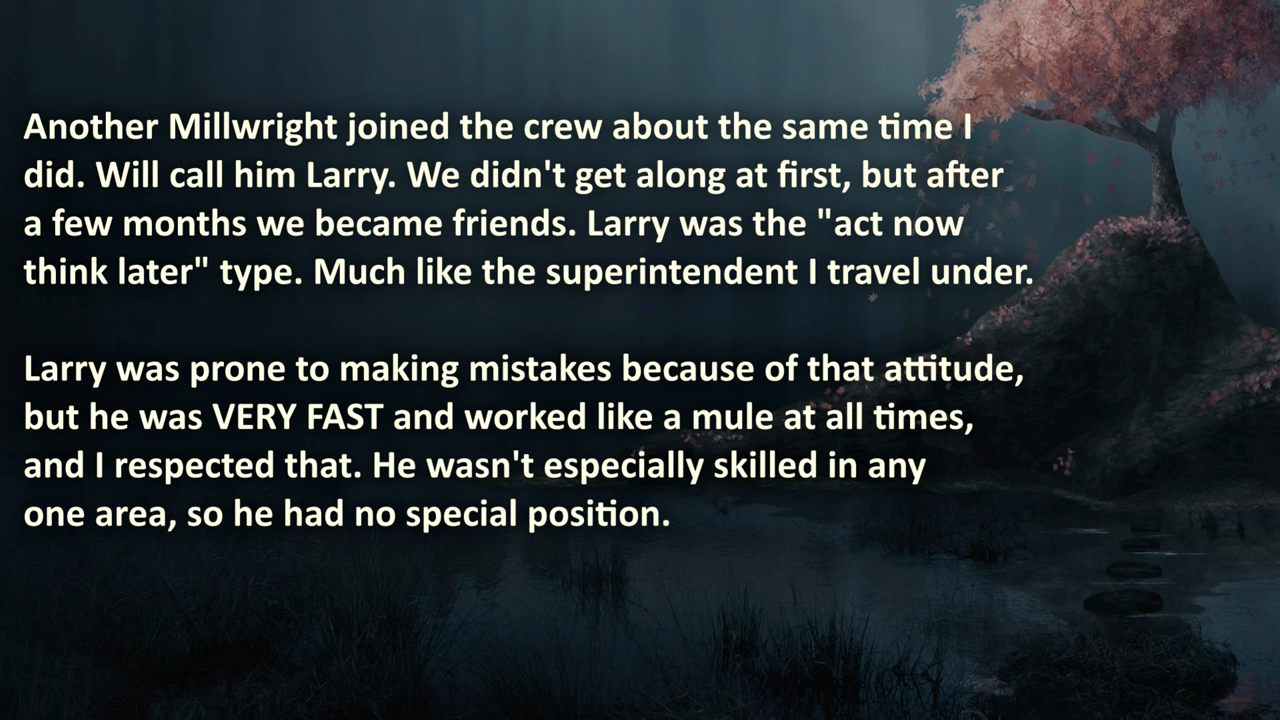 Another Millwright joined the crew about the same time I
did. Will call him Larry. We didn't get along at first, but after
a few months we became friends. Larry was the "act now
think later" type. Much like the superintendent I travel under.
Larry was prone to making mistakes because of that attitude,
but he was VERY FAST and worked like a mule at all times,
and I respected that. He wasn't especially skilled in any
one area, so he had no special position.